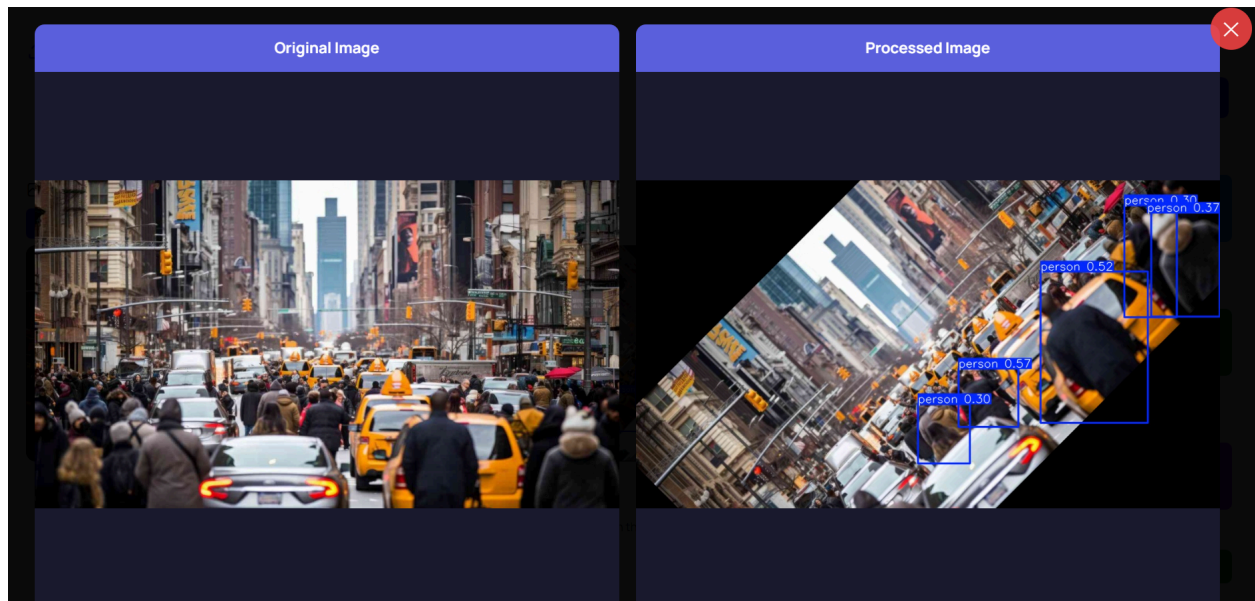 Original Image
Processed Image
person 0.30
person 0.37
person 0.52
person 0.57
person 0.30